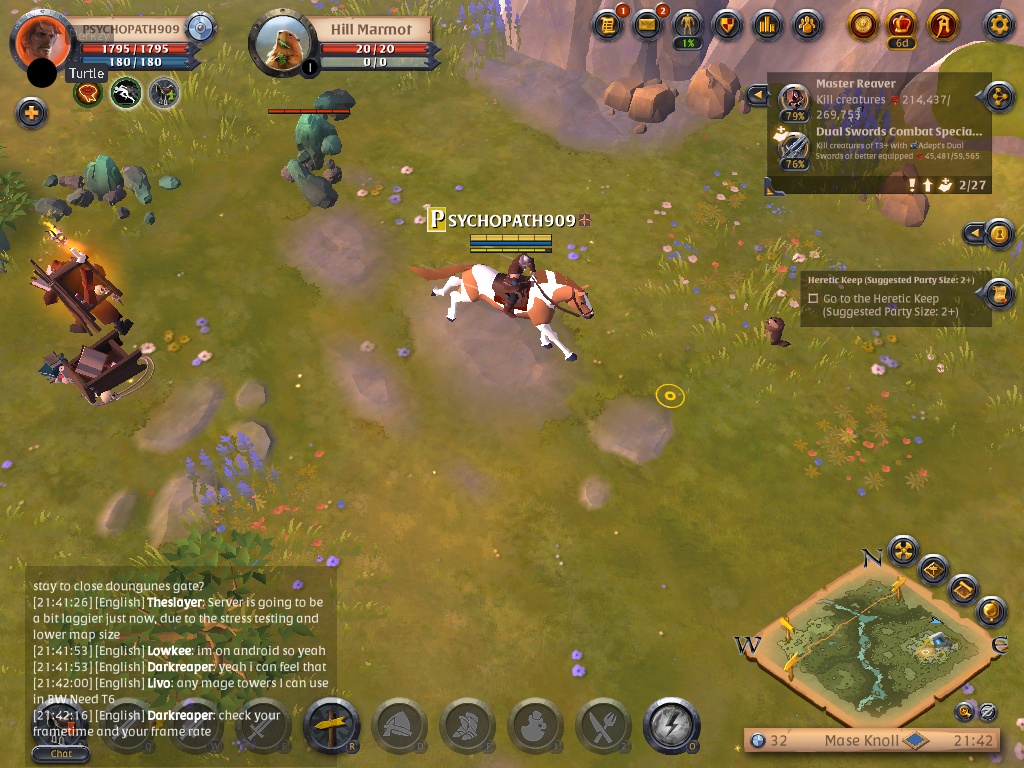 PSYCHOPATH909
1795/1795
180/180
Turtle
Hill Marmot
20/20
0/0
I
1
2
1%
6d
Master Reaver
Kill creatures 214,437/
269,753
79%
Dual Swords Combat Specia...
Kill creatures of T3+ with Adept's Dual
Swords or better equipped 45,481/59,565
76%
2/27
PSYCHOPATH909
Heretic Keep (Suggested Party Size: 2+)
Go to the Heretic Keep
(Suggested Party Size: 2+)
stay to close doungunes gate?
[21:41:26] [English] Theslayer: Server is going to be
a bit laggier just now, due to the stress testing and
lower map size
[21:41:53] [English] Lowkee: im on android so yeah
[21:41:53] [English] Darkreaper: yeah i can feel that
[21:42:00] [English] Livo: any mage towers I can use
in BW Need T6
[21:42:16] [English] Darkreaper: check your
frametime and your frame rate
Chat
Q
W
E
R
D
F
1
2
O
N
W
E
32
Mase Knoll
21:42